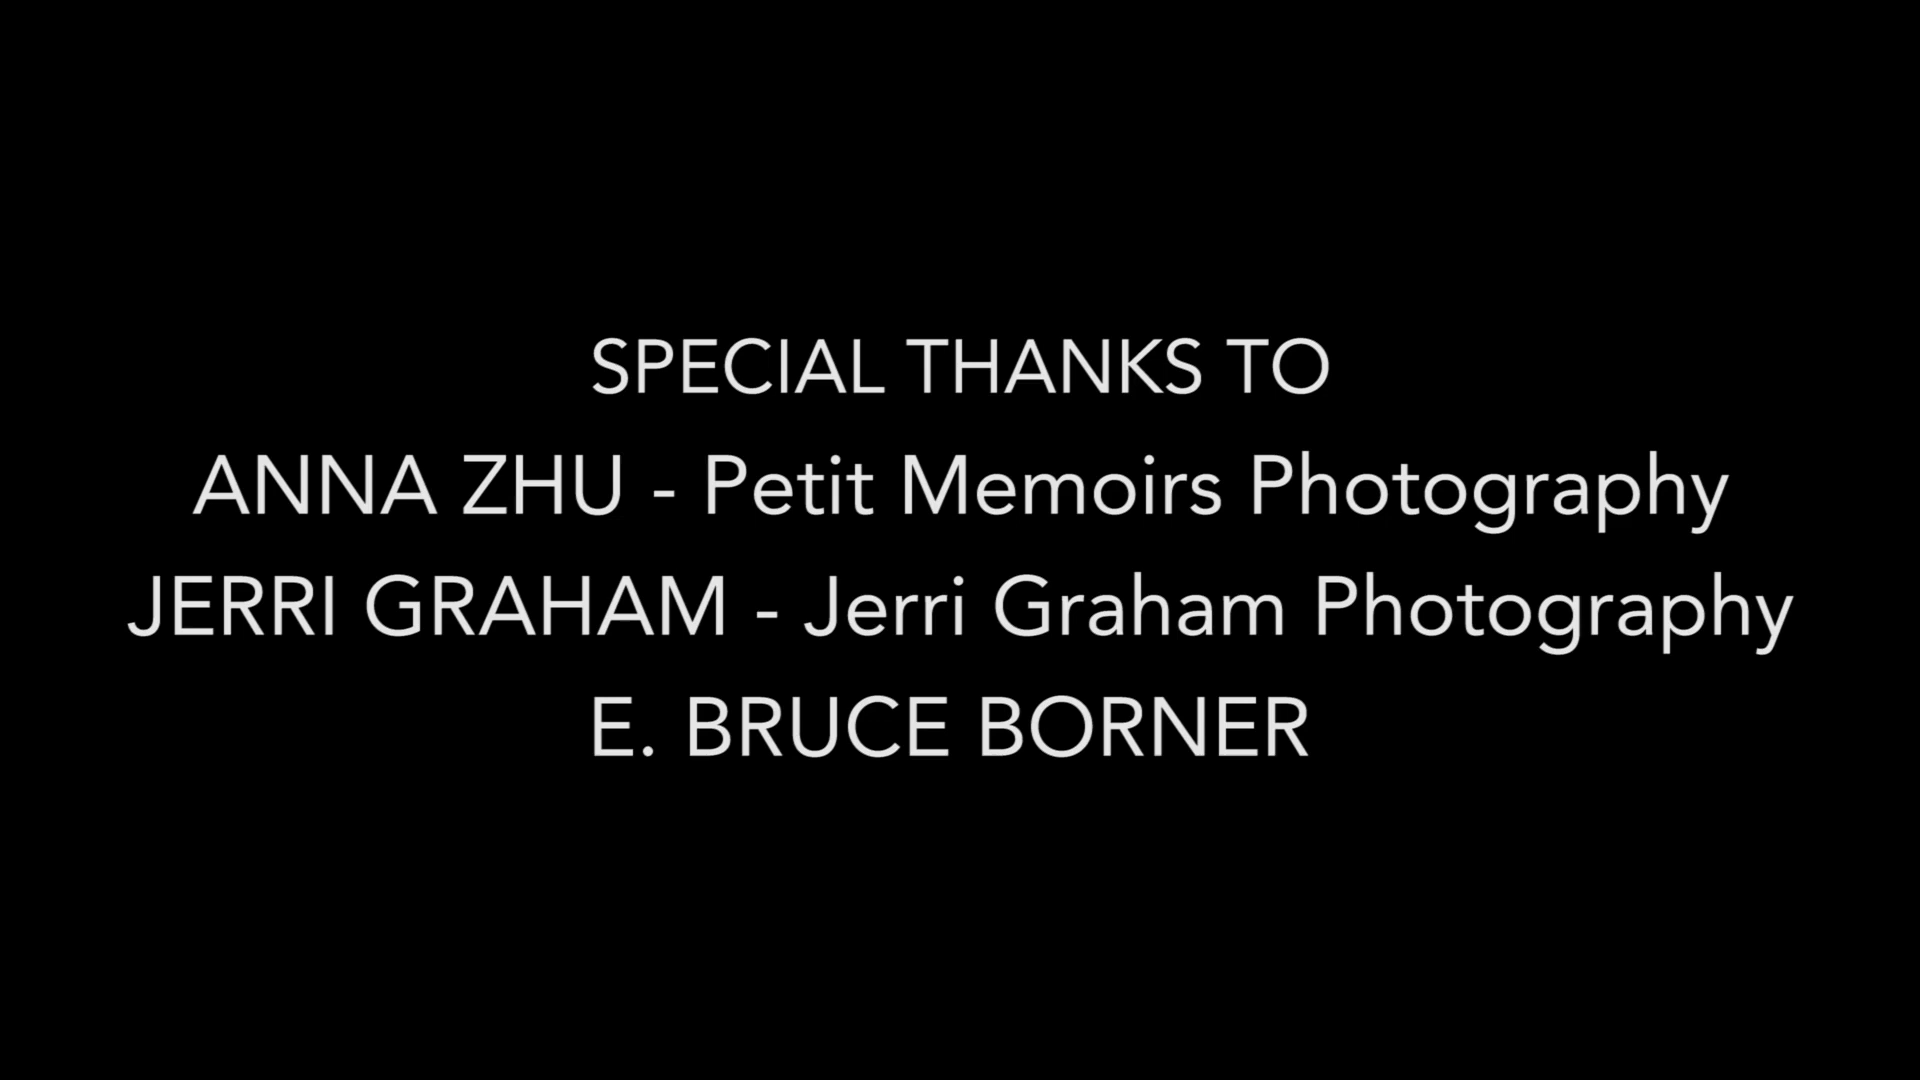 SPECIAL THANKS TO
ANNA ZHU - Petit Memoirs Photography
JERRI GRAHAM - Jerri Graham Photography
E. BRUCE BORNER